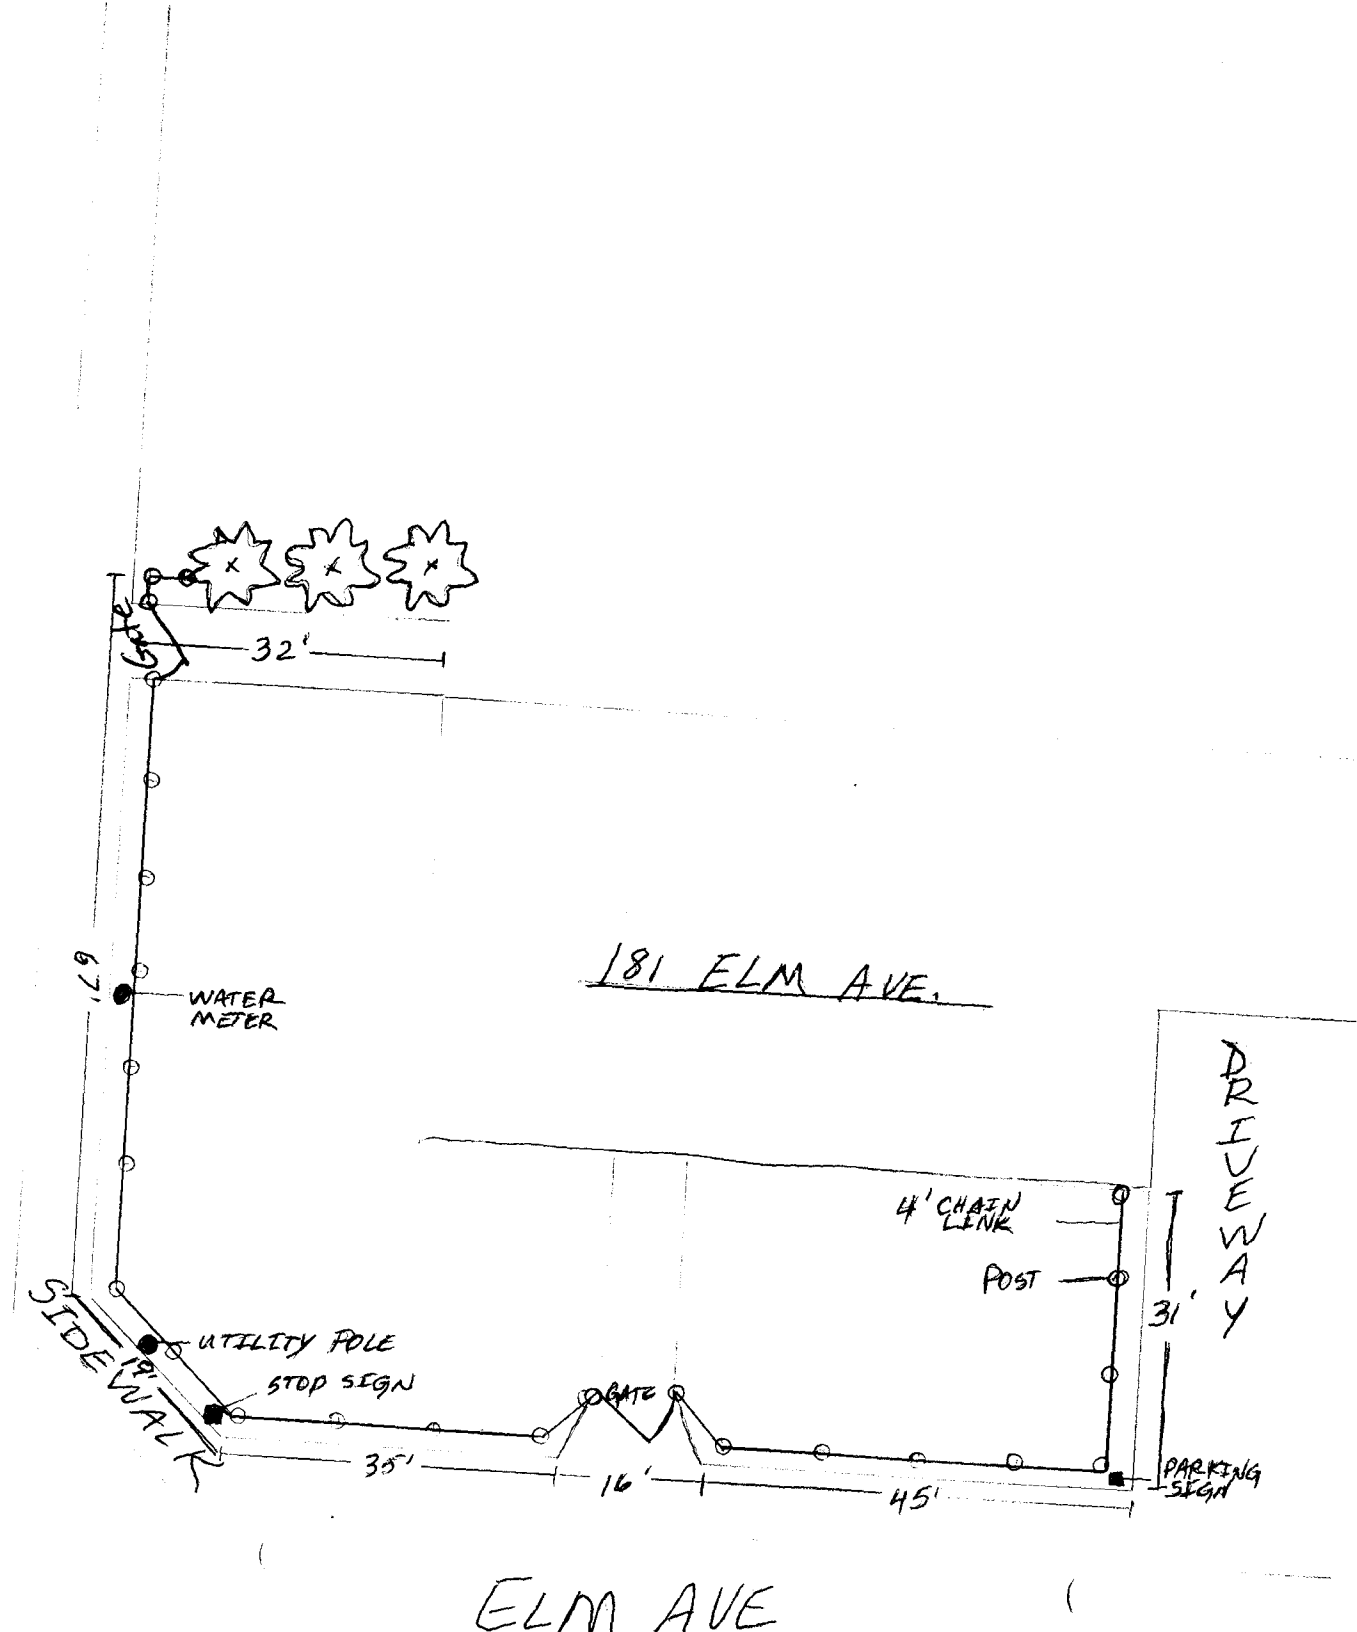 Gate
32'
67'
181 ELM AVE.
WATER
METER
DRIVEWAY
4' CHAIN
LINK
POST
31'
SIDEWALK
19'
UTILITY POLE
STOP SIGN
GATE
35'
16'
45'
PARKING
SIGN
ELM AVE